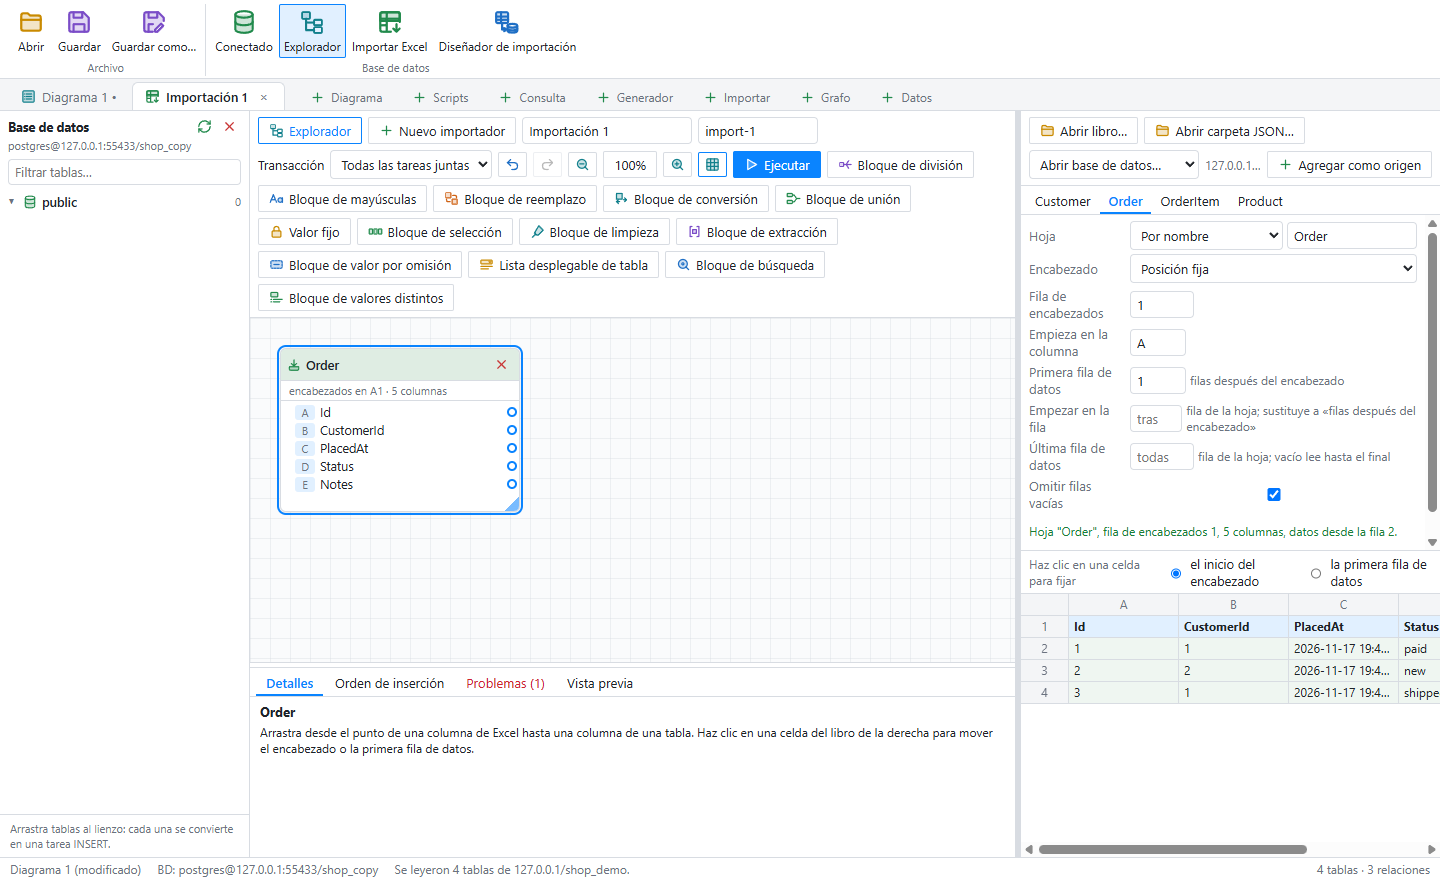 Abrir
Guardar
Guardar como...
Conectado
Explorador
Importar Excel
Diseñador de importación
Archivo
Base de datos
Diagrama 1 •
Importación 1 ×
+ Diagrama
+ Scripts
+ Consulta
+ Generador
+ Importar
+ Grafo
+ Datos
Base de datos
postgres@127.0.0.1:55433/shop_copy
Filtrar tablas...
public 0
Arrastra tablas al lienzo: cada una se convierte
en una tarea INSERT.
Explorador
+ Nuevo importador
Importación 1
import-1
Transacción
Todas las tareas juntas
100%
Ejecutar
Bloque de división
Bloque de mayúsculas
Bloque de reemplazo
Bloque de conversión
Bloque de unión
Valor fijo
Bloque de selección
Bloque de limpieza
Bloque de extracción
Bloque de valor por omisión
Lista desplegable de tabla
Bloque de búsqueda
Bloque de valores distintos
Order
encabezados en A1 · 5 columnas
A Id
B CustomerId
C PlacedAt
D Status
E Notes
Detalles
Orden de inserción
Problemas (1)
Vista previa
Order
Arrastra desde el punto de una columna de Excel hasta una columna de una tabla. Haz clic en una celda del libro de la derecha para mover
el encabezado o la primera fila de datos.
Abrir libro...
Abrir carpeta JSON...
Abrir base de datos...
127.0.0.1...
+ Agregar como origen
Customer
Order
OrderItem
Product
Hoja
Por nombre
Order
Encabezado
Posición fija
Fila de
encabezados
1
Empieza en la
columna
A
Primera fila de
datos
1
filas después del encabezado
Empezar en la
fila
tras
fila de la hoja; sustituye a «filas después del
encabezado»
Última fila de
datos
todas
fila de la hoja; vacío lee hasta el final
Omitir filas
vacías
Hoja "Order", fila de encabezados 1, 5 columnas, datos desde la fila 2.
Haz clic en una celda
para fijar
el inicio del
encabezado
la primera fila de
datos
A B C
1 Id CustomerId PlacedAt Status
2 1 1 2026-11-17 19:4... paid
3 2 2 2026-11-17 19:4... new
4 3 1 2026-11-17 19:4... shippe
Diagrama 1 (modificado)
BD: postgres@127.0.0.1:55433/shop_copy
Se leyeron 4 tablas de 127.0.0.1/shop_demo.
4 tablas · 3 relaciones